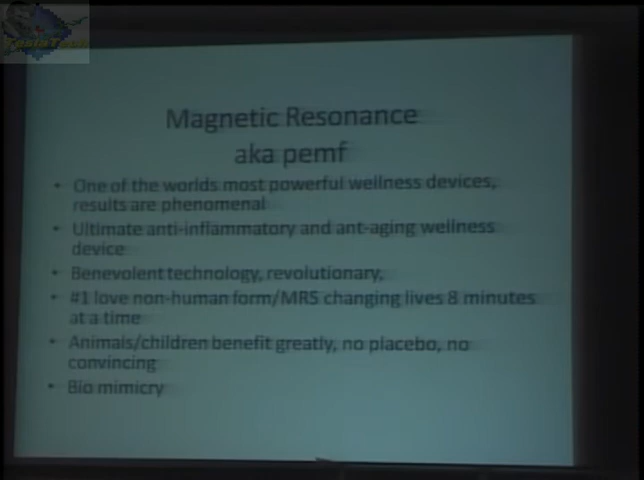 Magnetic Resonance
aka pemf
• One of the worlds most powerful wellness devices,
results are phenomenal
• Ultimate anti-inflammatory and ant-aging wellness
device
• Benevolent technology, revolutionary,
• #1 love non-human form/MRS changing lives 8 minutes
at a time
• Animals/children benefit greatly, no placebo, no
convincing
• Bio mimicry